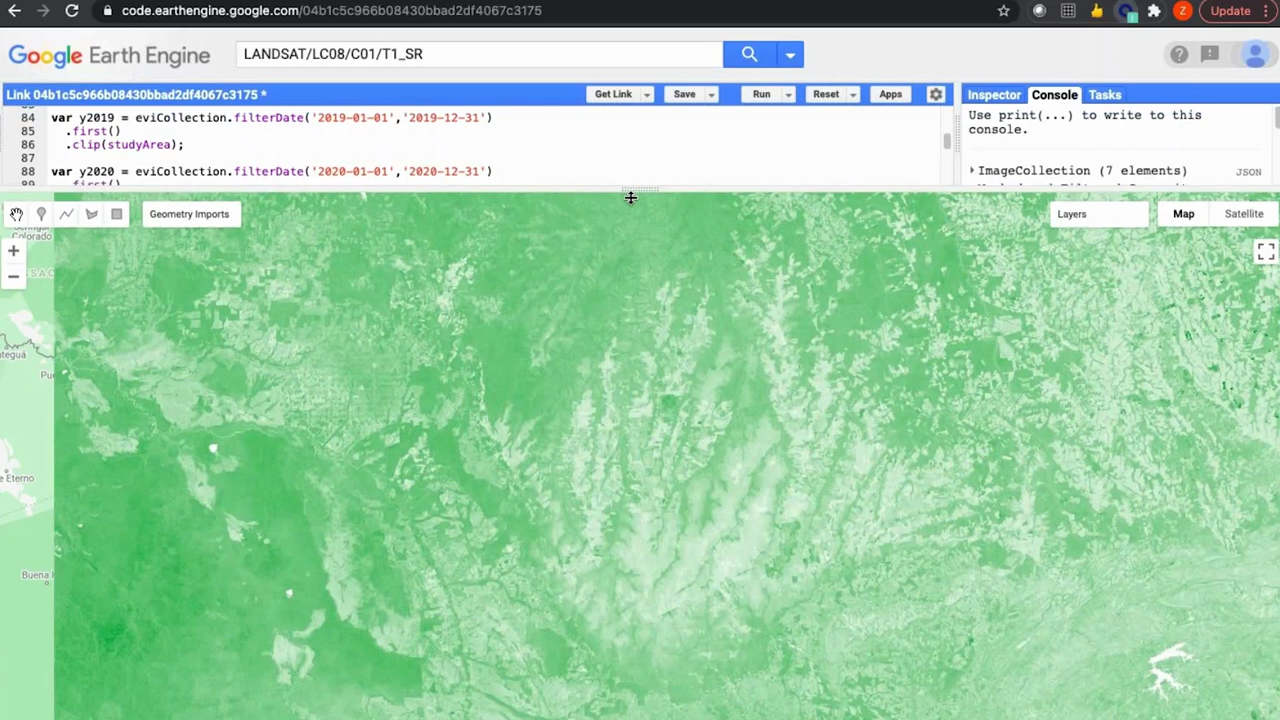 code.earthengine.google.com/04b1c5c966b08430bbad2df4067c3175
Z
Update
Google Earth Engine
LANDSAT/LC08/C01/T1_SR
Link 04b1c5c966b08430bbad2df4067c3175 *
Get Link
Save
Run
Reset
Apps
Inspector
Console
Tasks
84 var y2019 = eviCollection.filterDate('2019-01-01','2019-12-31')
85 .first()
86 .clip(studyArea);
87
88 var y2020 = eviCollection.filterDate('2020-01-01','2020-12-31')
Use print(...) to write to this
console.
ImageCollection (7 elements)
JSON
Geometry Imports
Layers
Map
Satellite
Colorado
Buena